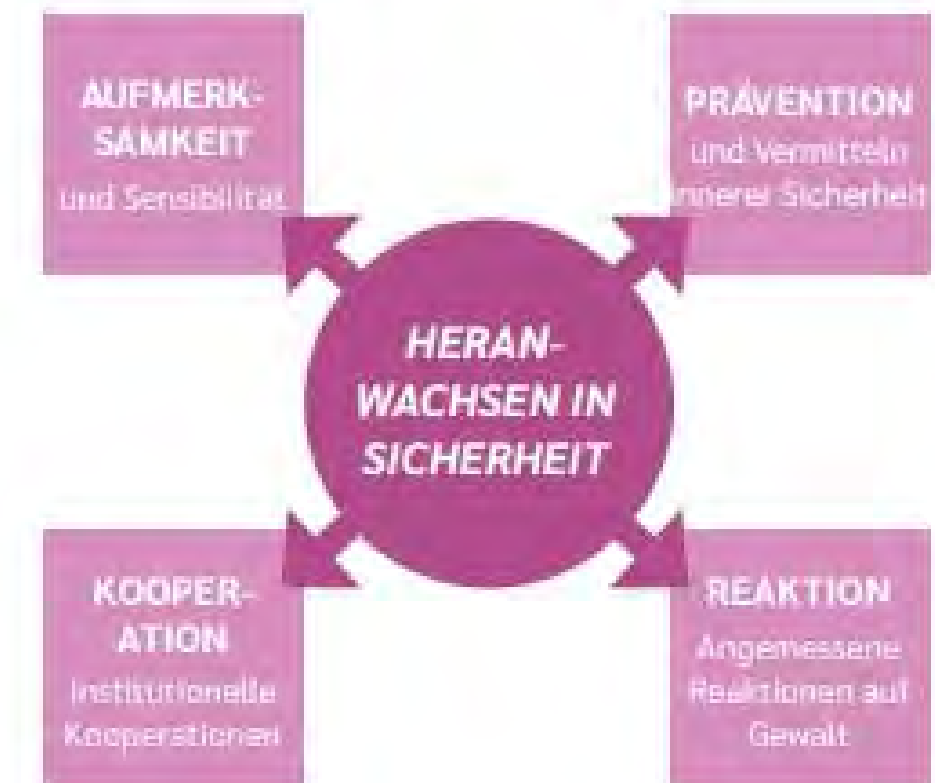 AUFMERK-
SAMKEIT
und Sensibilität
PRÄVENTION
und Vermitteln
innerer Sicherheit
HERAN-
WACHSEN IN
SICHERHEIT
KOOPER-
ATION
Institutionelle
Kooperationen
REAKTION
Angemessene
Reaktionen auf
Gewalt